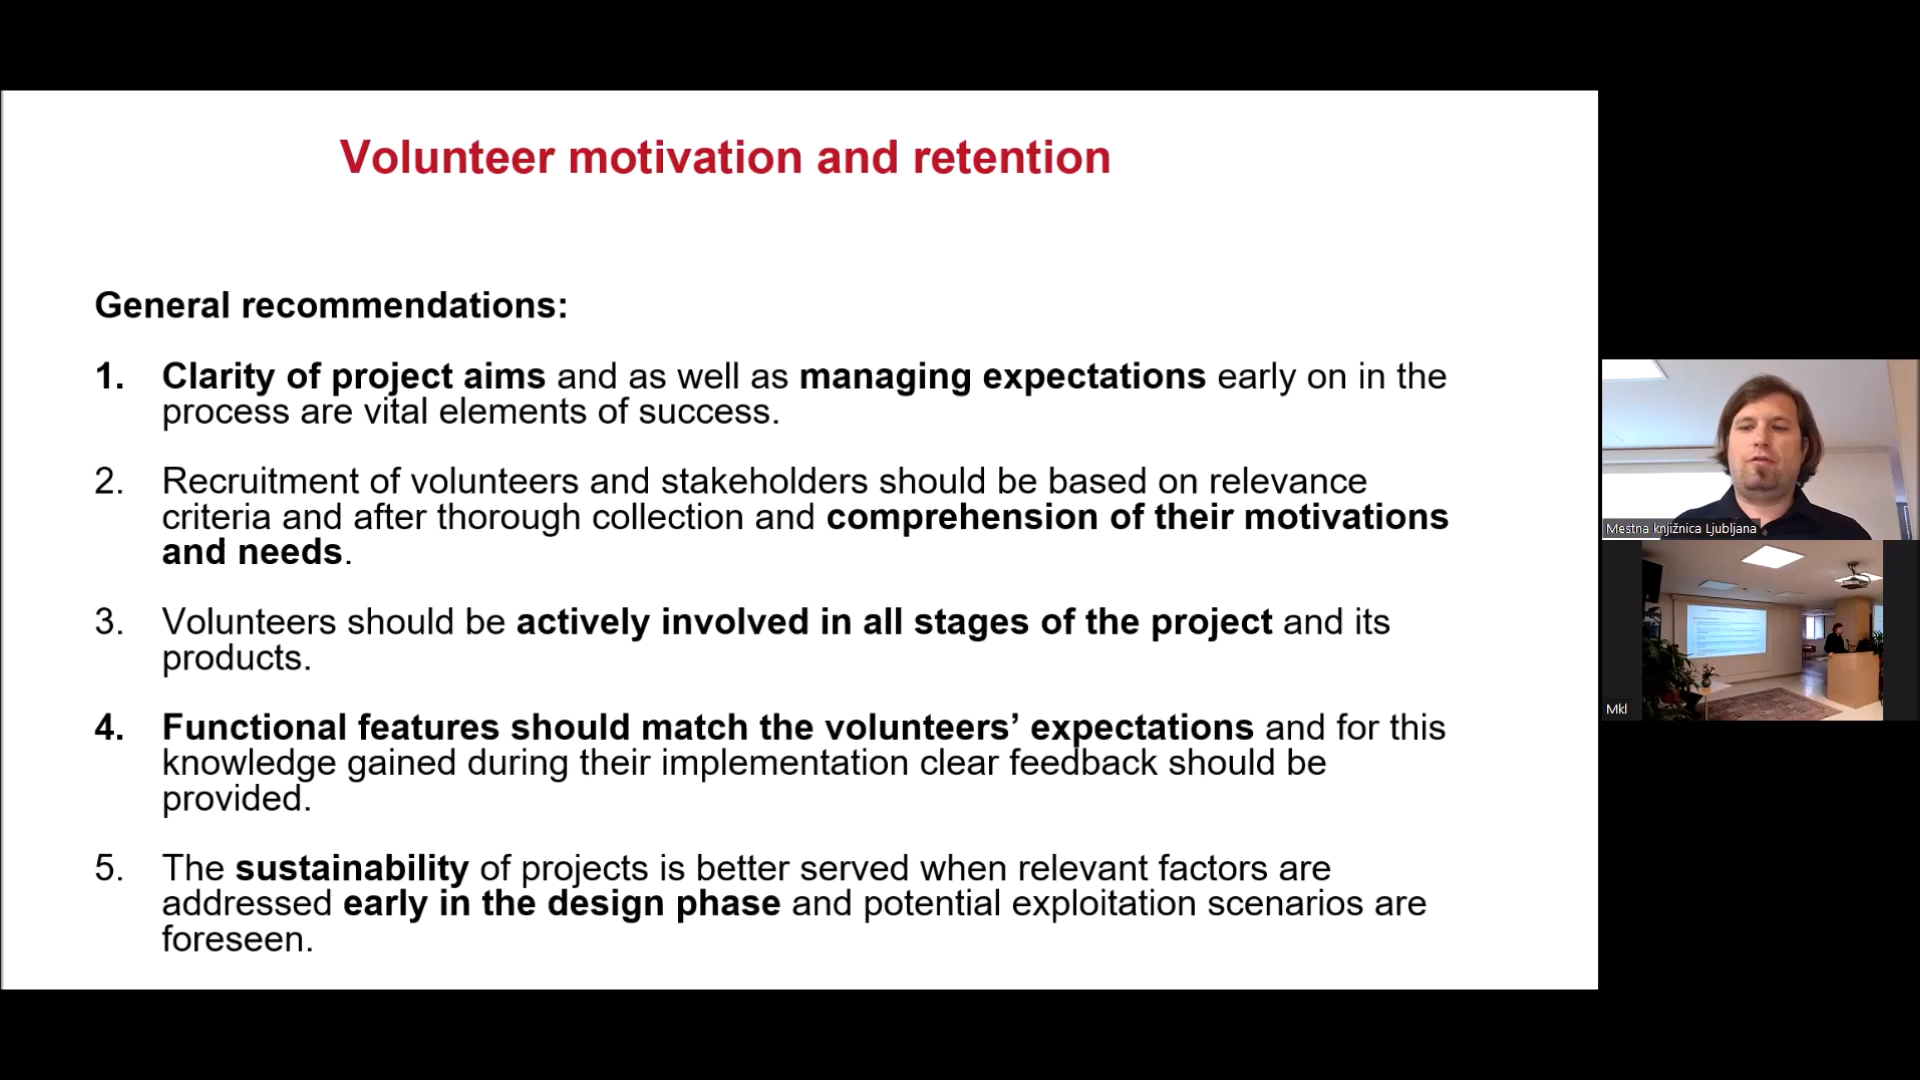 Volunteer motivation and retention
General recommendations:
1. Clarity of project aims and as well as managing expectations early on in the
process are vital elements of success.
2. Recruitment of volunteers and stakeholders should be based on relevance
criteria and after thorough collection and comprehension of their motivations
and needs.
3. Volunteers should be actively involved in all stages of the project and its
products.
4. Functional features should match the volunteers’ expectations and for this
knowledge gained during their implementation clear feedback should be
provided.
5. The sustainability of projects is better served when relevant factors are
addressed early in the design phase and potential exploitation scenarios are
foreseen.
Mestna knjižnica Ljubljana
Mkl